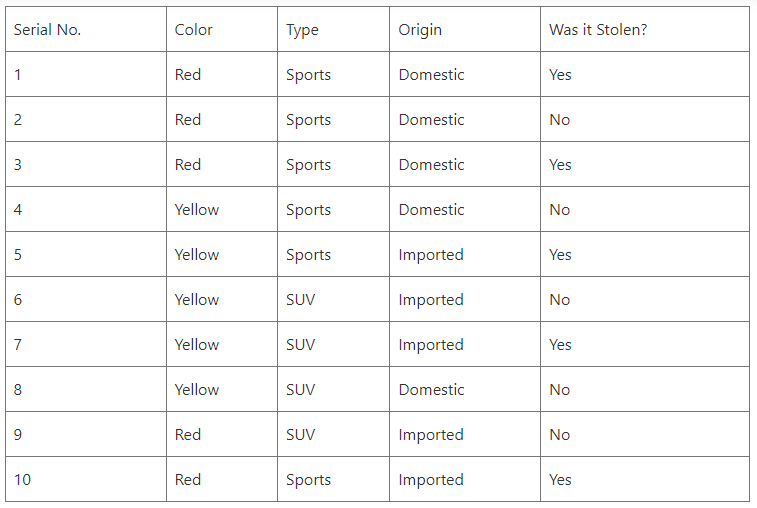 Serial No. Color Type Origin Was it Stolen?
1 Red Sports Domestic Yes
2 Red Sports Domestic No
3 Red Sports Domestic Yes
4 Yellow Sports Domestic No
5 Yellow Sports Imported Yes
6 Yellow SUV Imported No
7 Yellow SUV Imported Yes
8 Yellow SUV Domestic No
9 Red SUV Imported No
10 Red Sports Imported Yes